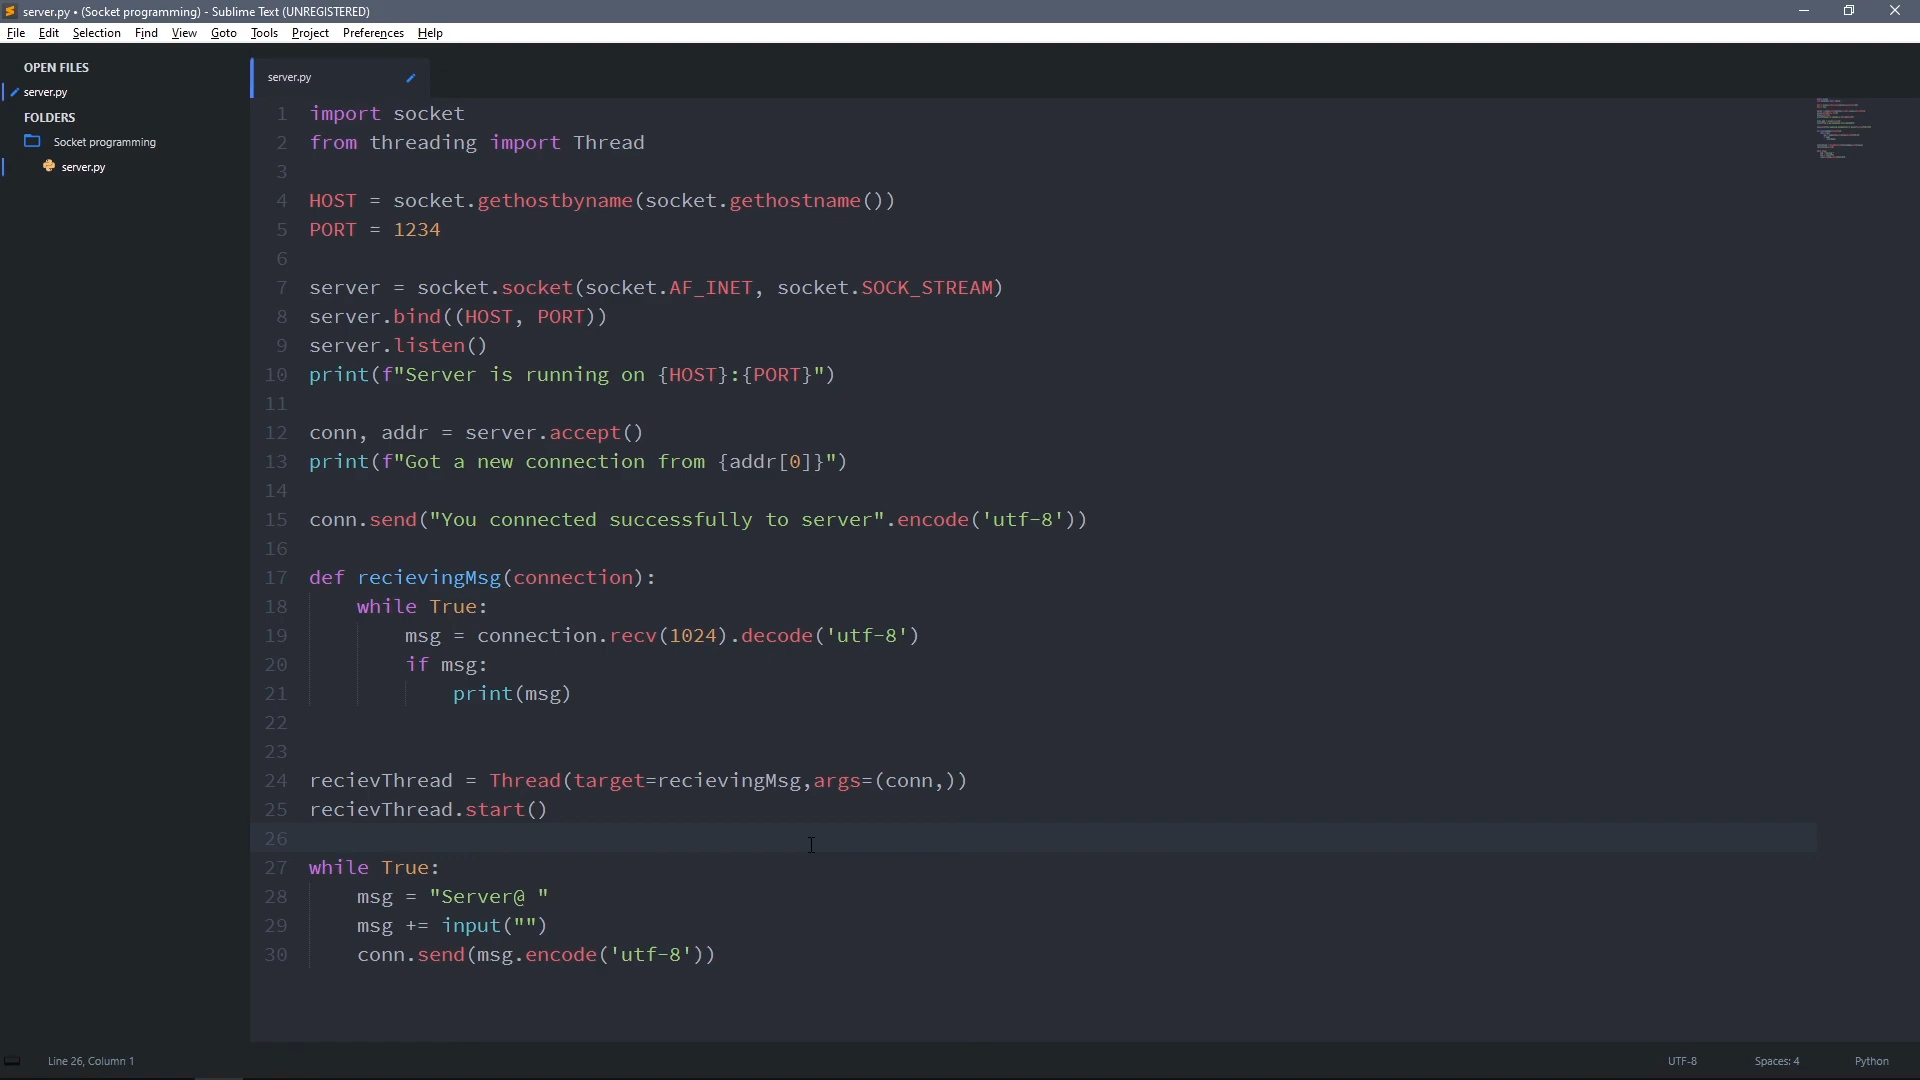 server.py • (Socket programming) - Sublime Text (UNREGISTERED)
File Edit Selection Find View Goto Tools Project Preferences Help
OPEN FILES
server.py
FOLDERS
Socket programming
server.py
server.py
1 import socket
2 from threading import Thread
3
4 HOST = socket.gethostbyname(socket.gethostname())
5 PORT = 1234
6
7 server = socket.socket(socket.AF_INET, socket.SOCK_STREAM)
8 server.bind((HOST, PORT))
9 server.listen()
10 print(f"Server is running on {HOST}:{PORT}")
11
12 conn, addr = server.accept()
13 print(f"Got a new connection from {addr[0]}")
14
15 conn.send("You connected successfully to server".encode('utf-8'))
16
17 def recievingMsg(connection):
18     while True:
19         msg = connection.recv(1024).decode('utf-8')
20         if msg:
21             print(msg)
22
23
24 recievThread = Thread(target=recievingMsg,args=(conn,))
25 recievThread.start()
26
27 while True:
28     msg = "Server@ "
29     msg += input("")
30     conn.send(msg.encode('utf-8'))
Line 26, Column 1 UTF-8 Spaces: 4 Python